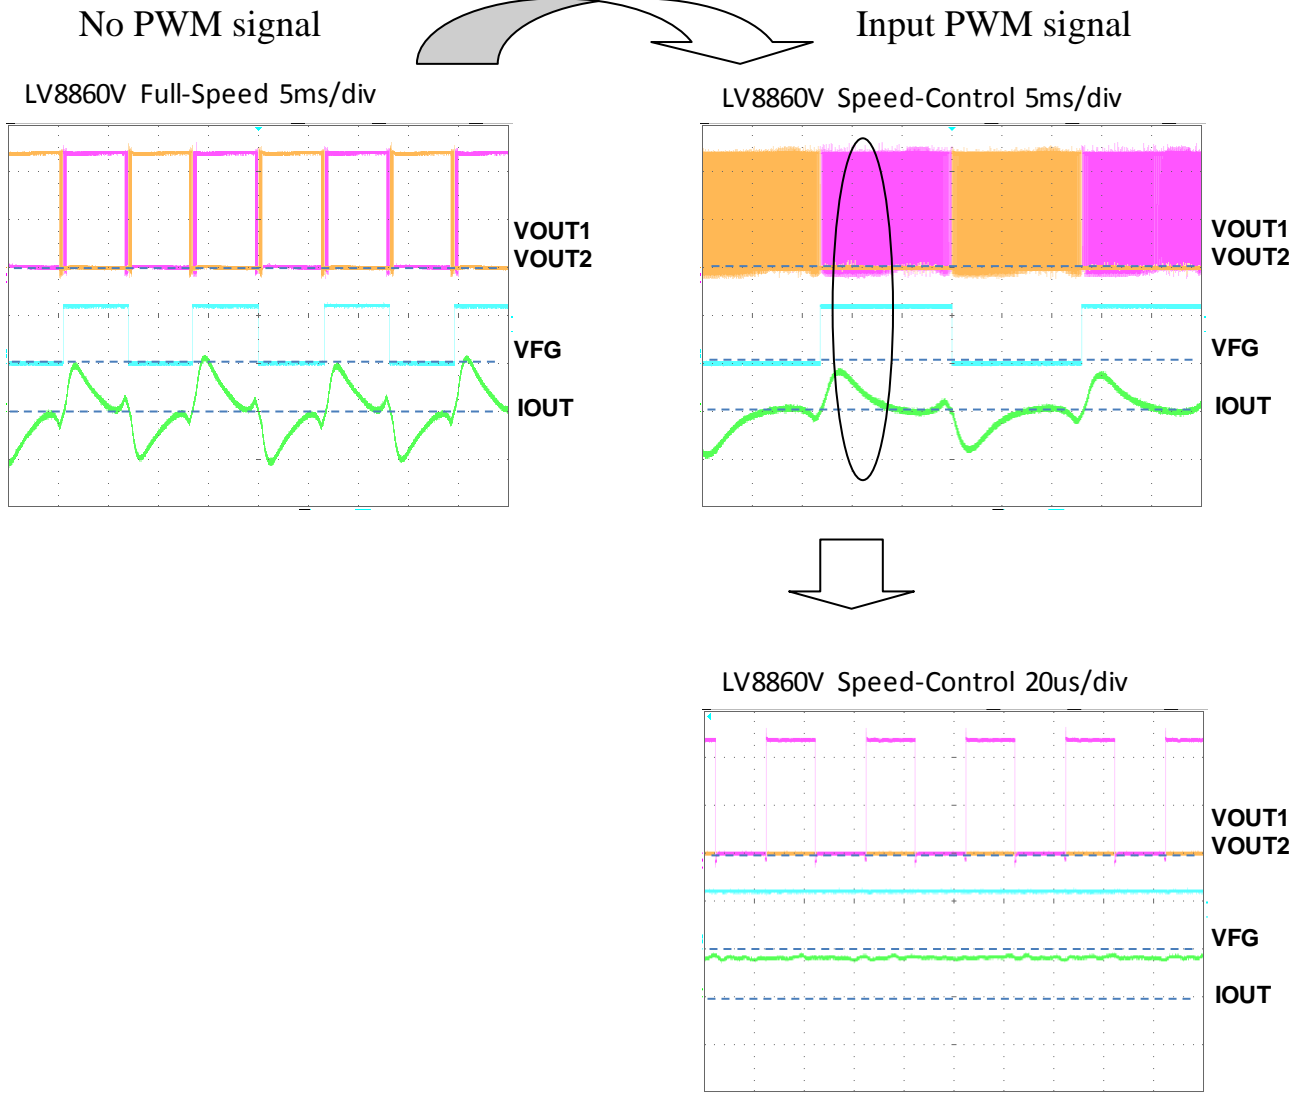 No PWM signal
Input PWM signal
LV8860V Full-Speed 5ms/div
VOUT1
VOUT2
VFG
IOUT
LV8860V Speed-Control 5ms/div
VOUT1
VOUT2
VFG
IOUT
LV8860V Speed-Control 20us/div
VOUT1
VOUT2
VFG
IOUT